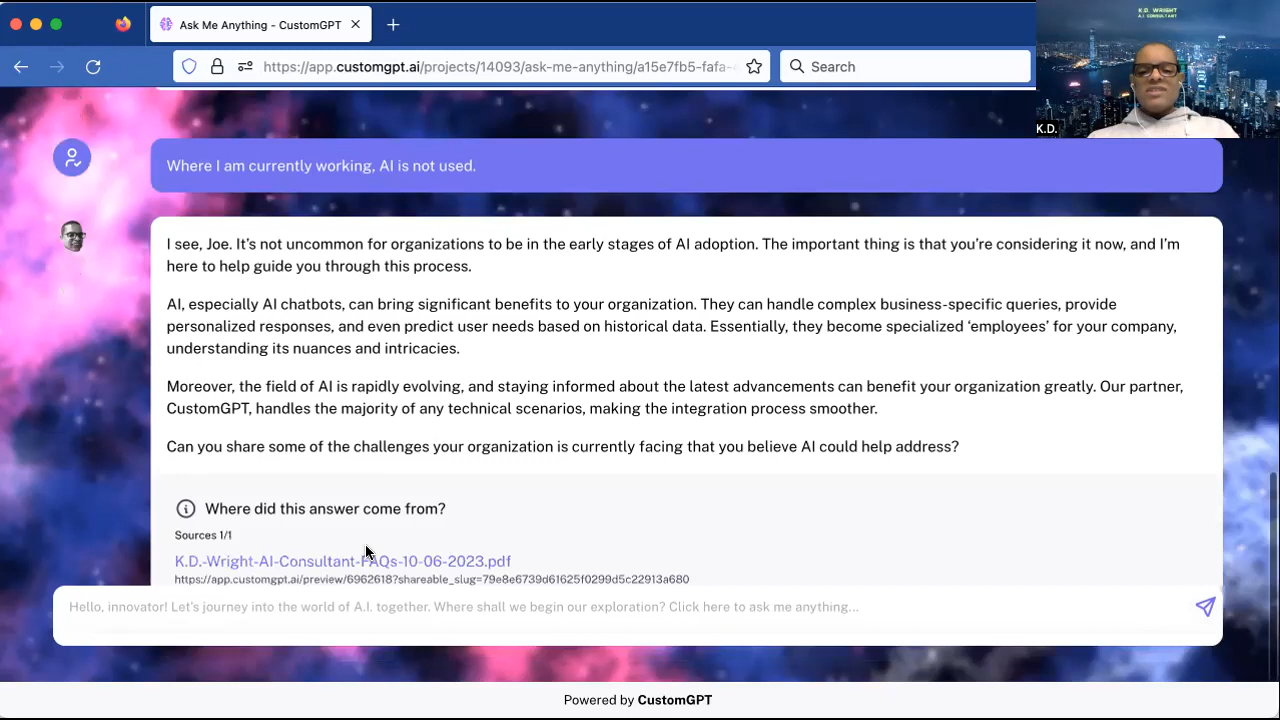 Ask Me Anything - CustomGPT
K.D. WRIGHT
A.I. CONSULTANT
https://app.customgpt.ai/projects/14093/ask-me-anything/a15e7fb5-fafa-
Search
K.D.
Where I am currently working, AI is not used.
I see, Joe. It’s not uncommon for organizations to be in the early stages of AI adoption. The important thing is that you’re considering it now, and I’m
here to help guide you through this process.
AI, especially AI chatbots, can bring significant benefits to your organization. They can handle complex business-specific queries, provide
personalized responses, and even predict user needs based on historical data. Essentially, they become specialized ‘employees’ for your company,
understanding its nuances and intricacies.
Moreover, the field of AI is rapidly evolving, and staying informed about the latest advancements can benefit your organization greatly. Our partner,
CustomGPT, handles the majority of any technical scenarios, making the integration process smoother.
Can you share some of the challenges your organization is currently facing that you believe AI could help address?
Where did this answer come from?
Sources 1/1
K.D.-Wright-AI-Consultant-FAQs-10-06-2023.pdf
https://app.customgpt.ai/preview/6962618?shareable_slug=79e8e6739d61625f0299d5c22913a680
Hello, innovator! Let's journey into the world of A.I. together. Where shall we begin our exploration? Click here to ask me anything...
Powered by CustomGPT